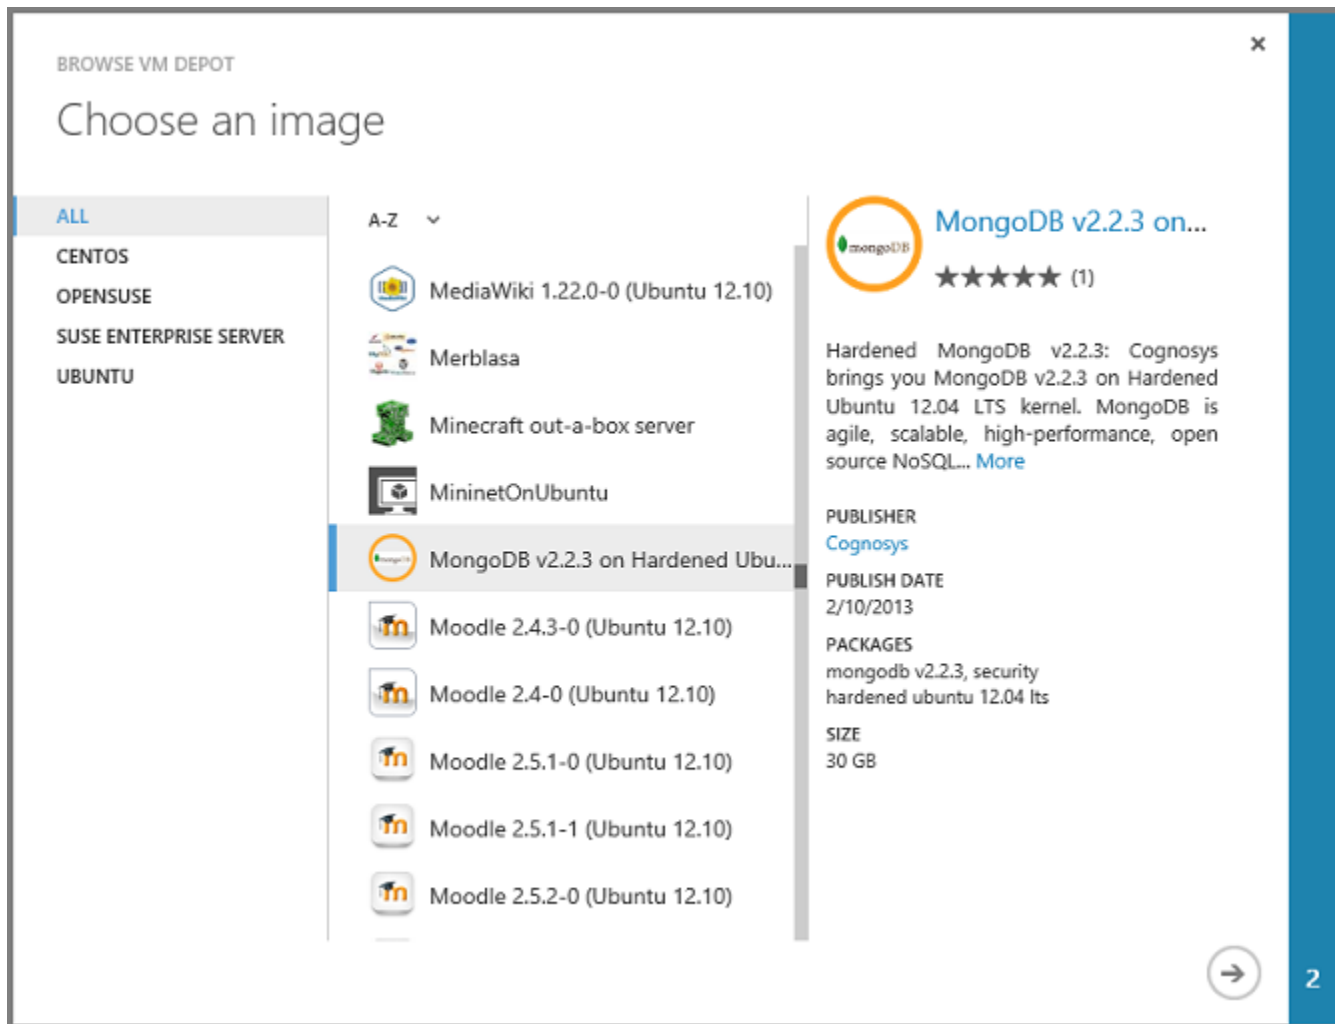 BROWSE VM DEPOT
Choose an image
ALL
CENTOS
OPENSUSE
SUSE ENTERPRISE SERVER
UBUNTU
A-Z
MediaWiki 1.22.0-0 (Ubuntu 12.10)
Merblasa
Minecraft out-a-box server
MininetOnUbuntu
MongoDB v2.2.3 on Hardened Ubu...
Moodle 2.4.3-0 (Ubuntu 12.10)
Moodle 2.4-0 (Ubuntu 12.10)
Moodle 2.5.1-0 (Ubuntu 12.10)
Moodle 2.5.1-1 (Ubuntu 12.10)
Moodle 2.5.2-0 (Ubuntu 12.10)
mongoDB
MongoDB v2.2.3 on...
(1)
Hardened MongoDB v2.2.3: Cognosys
brings you MongoDB v2.2.3 on Hardened
Ubuntu 12.04 LTS kernel. MongoDB is
agile, scalable, high-performance, open
source NoSQL... More
PUBLISHER
Cognosys
PUBLISH DATE
2/10/2013
PACKAGES
mongodb v2.2.3, security
hardened ubuntu 12.04 lts
SIZE
30 GB
2